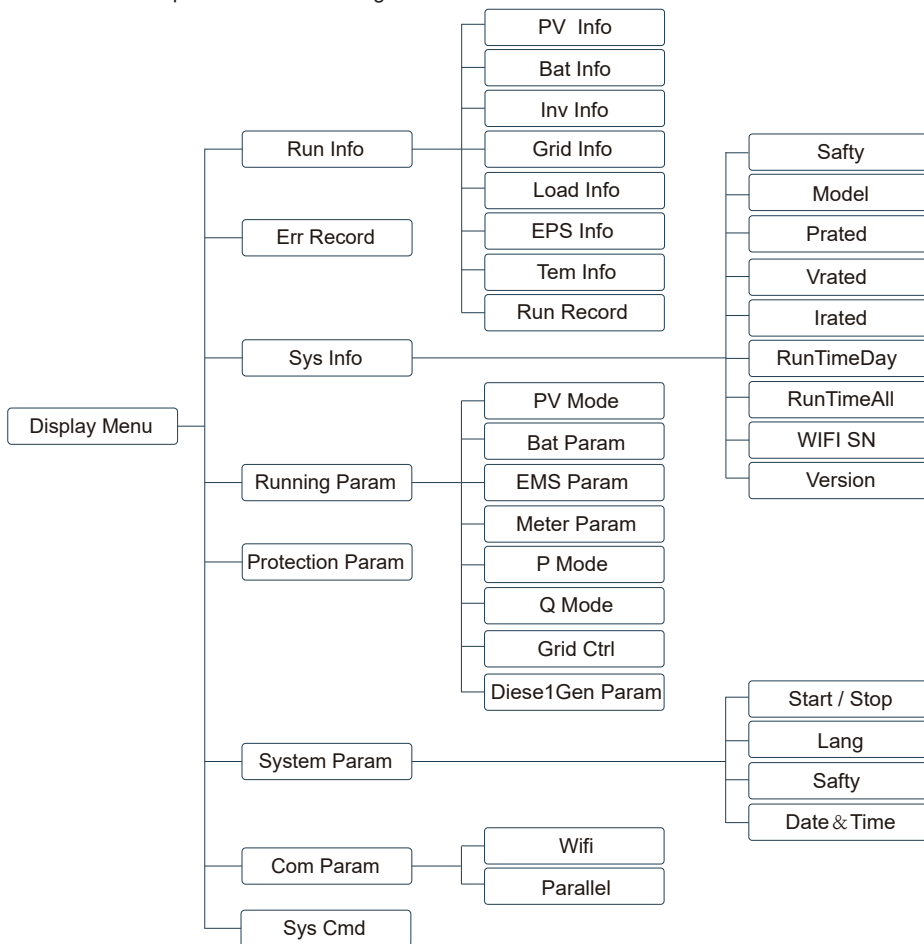 Display Menu
Run Info
PV Info
Bat Info
Inv Info
Grid Info
Load Info
EPS Info
Tem Info
Run Record
Err Record
Sys Info
Safty
Model
Prated
Vrated
Irated
RunTimeDay
RunTimeAll
WIFI SN
Version
Running Param
PV Mode
Bat Param
EMS Param
Meter Param
P Mode
Q Mode
Grid Ctrl
Diese1Gen Param
Protection Param
System Param
Start / Stop
Lang
Safty
Date&Time
Com Param
Wifi
Parallel
Sys Cmd